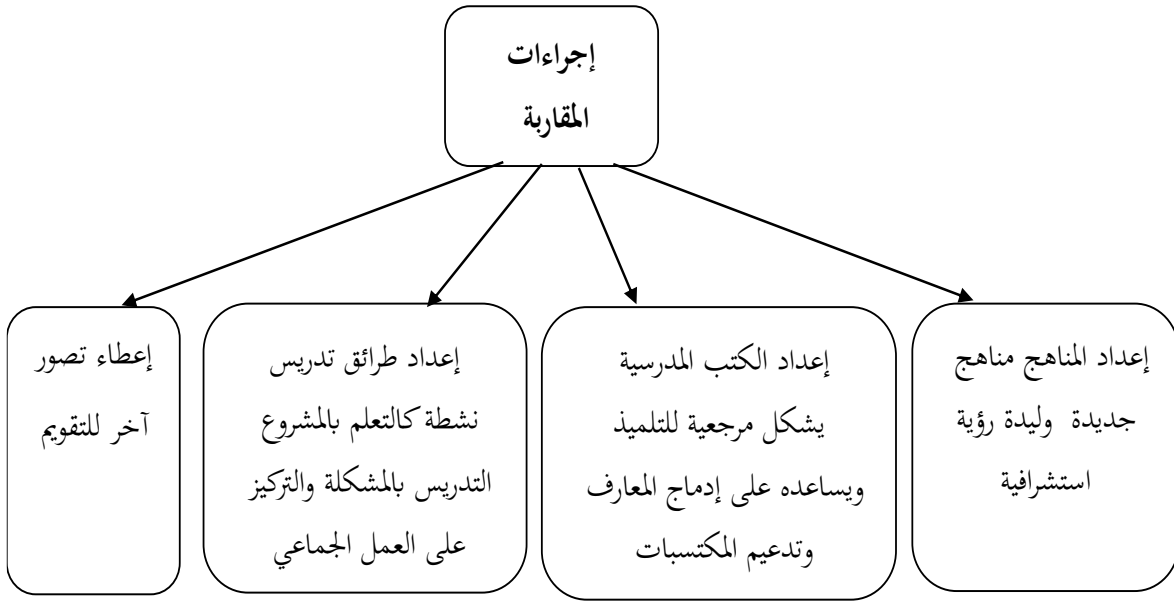 إجراءات
المقاربة
إعداد المناهج مناهج
جديدة وليدة رؤية
استشرافية
إعداد الكتب المدرسية
يشكل مرجعية للتلميذ
ويساعده على إدماج المعارف
وتدعيم المكتسبات
إعداد طرائق تدريس
نشطة كالتعلم بالمشروع
التدريس بالمشكلة والتركيز
على العمل الجماعي
إعطاء تصور
آخر للتقويم